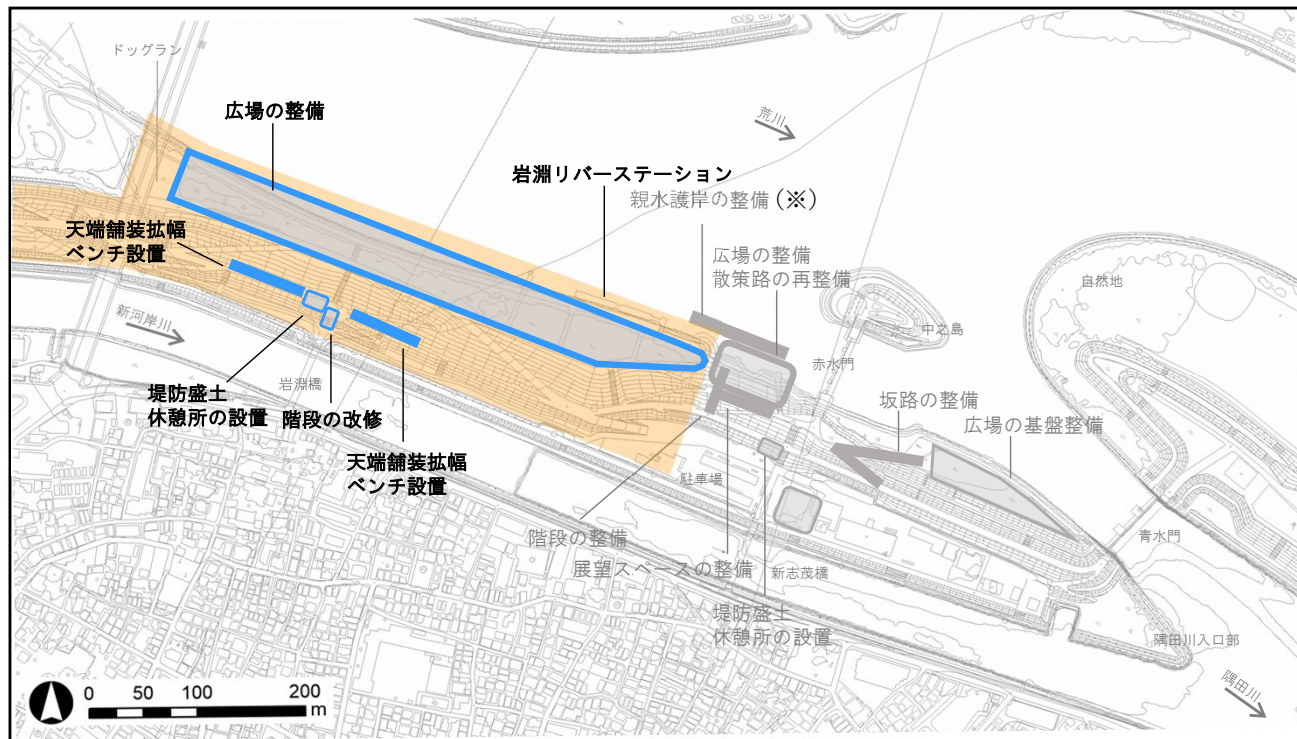 ドッグラン
広場の整備
荒川
岩淵リバーステーション
親水護岸の整備(※)
天端舗装拡幅
ベンチ設置
広場の整備
散策路の再整備
自然地
新河岸川
中之島
赤水門
岩淵橋
堤防盛土
休憩所の設置
階段の改修
坂路の整備
広場の基盤整備
天端舗装拡幅
ベンチ設置
駐車場
階段の整備
展望スペースの整備
新志茂橋
青水門
堤防盛土
休憩所の設置
隅田川入口部
隅田川
0 50 100 200
m